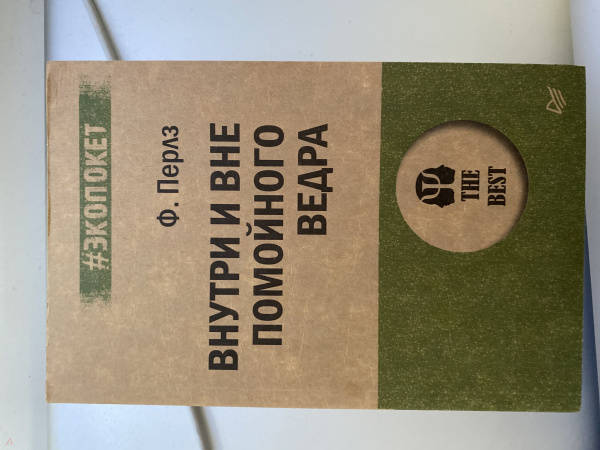 #ЭКОПОКЕТ
Ф. Перлз
ВНУТРИ И ВНЕ
ПОМОЙНОГО
ВЕДРА
THE
BEST